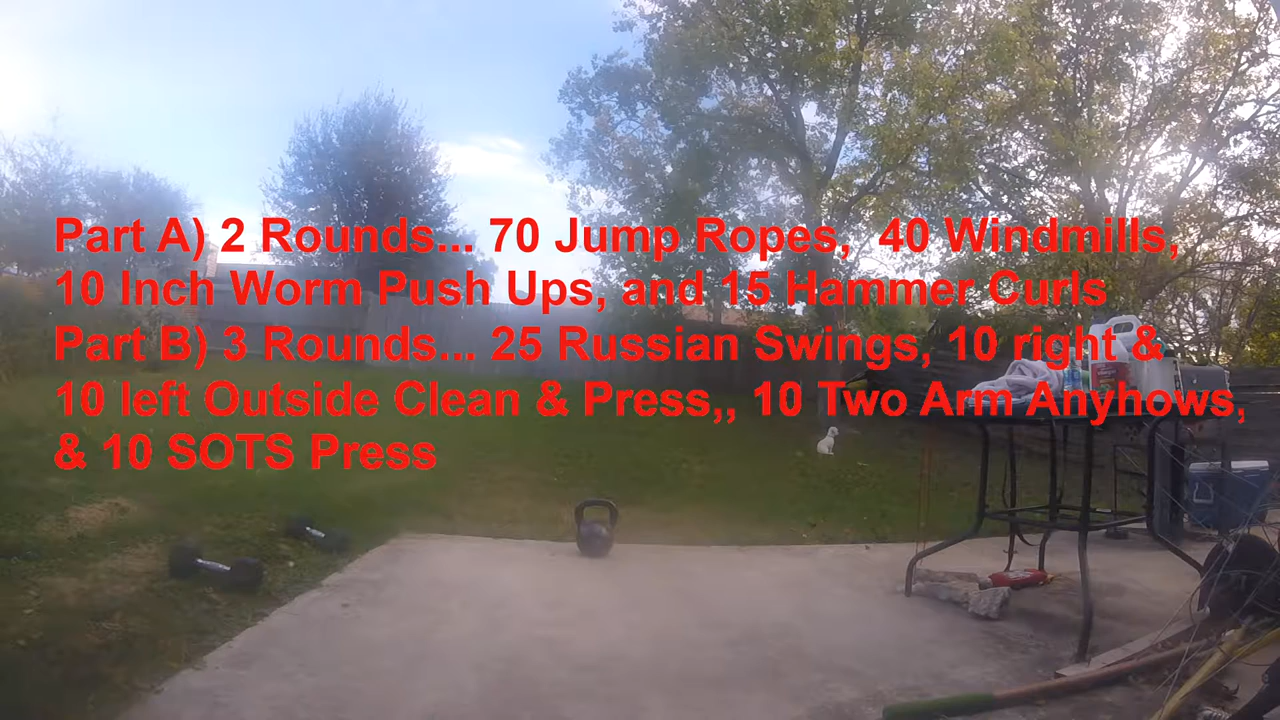 Part A) 2 Rounds... 70 Jump Ropes, 40 Windmills,
10 Inch Worm Push Ups, and 15 Hammer Curls
Part B) 3 Rounds... 25 Russian Swings, 10 right &
10 left Outside Clean & Press,, 10 Two Arm Anyhows,
& 10 SOTS Press